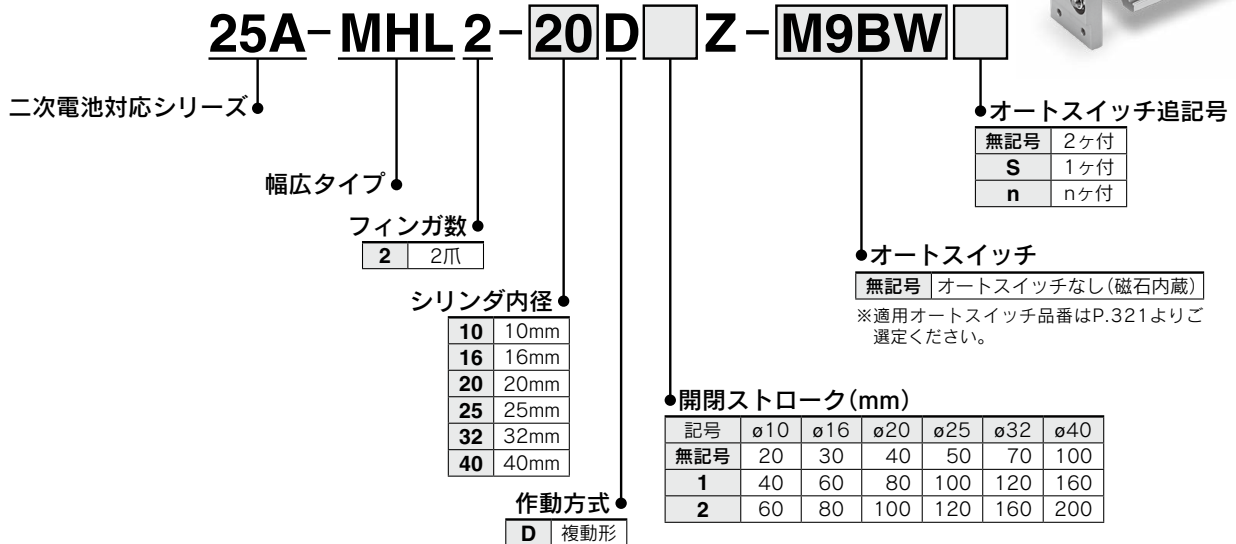 25A-MHL2-20D Z-M9BW
二次電池対応シリーズ
幅広タイプ
フィンガ数
2 2爪
シリンダ内径
10 10mm
16 16mm
20 20mm
25 25mm
32 32mm
40 40mm
作動方式
D 複動形
開閉ストローク(mm)
記号 ø10 ø16 ø20 ø25 ø32 ø40
無記号 20 30 40 50 70 100
1 40 60 80 100 120 160
2 60 80 100 120 160 200
オートスイッチ
無記号 オートスイッチなし(磁石内蔵)
※適用オートスイッチ品番はP.321よりご
選定ください。
オートスイッチ追記号
無記号 2ヶ付
S 1ヶ付
n nヶ付